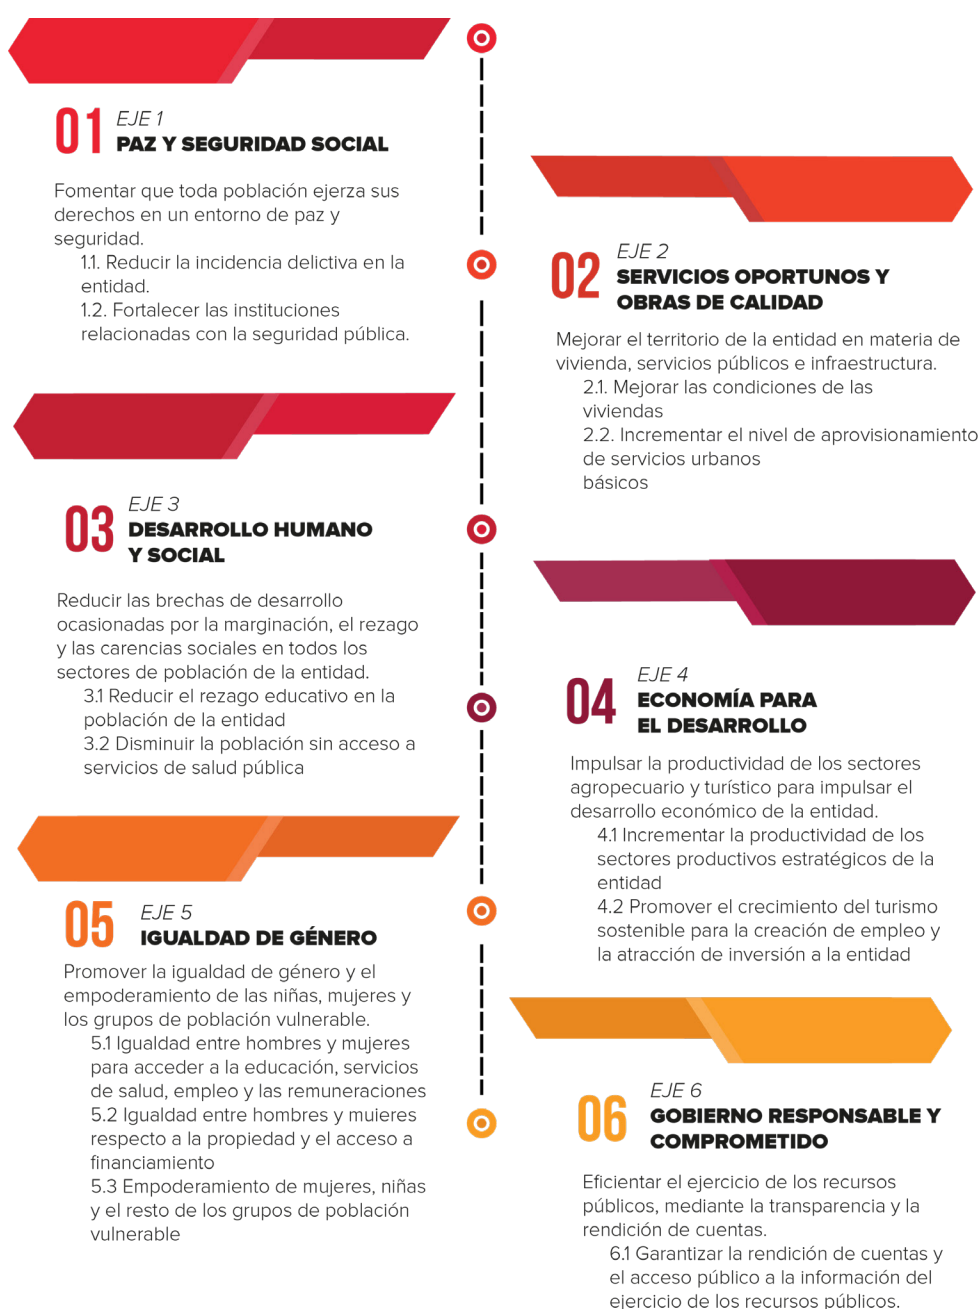 01
EJE 1
PAZ Y SEGURIDAD SOCIAL
Fomentar que toda población ejerza sus
derechos en un entorno de paz y
seguridad.
1.1. Reducir la incidencia delictiva en la
entidad.
1.2. Fortalecer las instituciones
relacionadas con la seguridad pública.
02
EJE 2
SERVICIOS OPORTUNOS Y
OBRAS DE CALIDAD
Mejorar el territorio de la entidad en materia de
vivienda, servicios públicos e infraestructura.
2.1. Mejorar las condiciones de las
viviendas
2.2. Incrementar el nivel de aprovisionamiento
de servicios urbanos
básicos
03
EJE 3
DESARROLLO HUMANO
Y SOCIAL
Reducir las brechas de desarrollo
ocasionadas por la marginación, el rezago
y las carencias sociales en todos los
sectores de población de la entidad.
3.1 Reducir el rezago educativo en la
población de la entidad
3.2 Disminuir la población sin acceso a
servicios de salud pública
04
EJE 4
ECONOMÍA PARA
EL DESARROLLO
Impulsar la productividad de los sectores
agropecuario y turístico para impulsar el
desarrollo económico de la entidad.
4.1 Incrementar la productividad de los
sectores productivos estratégicos de la
entidad
4.2 Promover el crecimiento del turismo
sostenible para la creación de empleo y
la atracción de inversión a la entidad
05
EJE 5
IGUALDAD DE GÉNERO
Promover la igualdad de género y el
empoderamiento de las niñas, mujeres y
los grupos de población vulnerable.
5.1 Igualdad entre hombres y mujeres
para acceder a la educación, servicios
de salud, empleo y las remuneraciones
5.2 Igualdad entre hombres y muieres
respecto a la propiedad y el acceso a
financiamiento
5.3 Empoderamiento de mujeres, niñas
y el resto de los grupos de población
vulnerable
06
EJE 6
GOBIERNO RESPONSABLE Y
COMPROMETIDO
Eficientar el ejercicio de los recursos
públicos, mediante la transparencia y la
rendición de cuentas.
6.1 Garantizar la rendición de cuentas y
el acceso público a la información del
ejercicio de los recursos públicos.